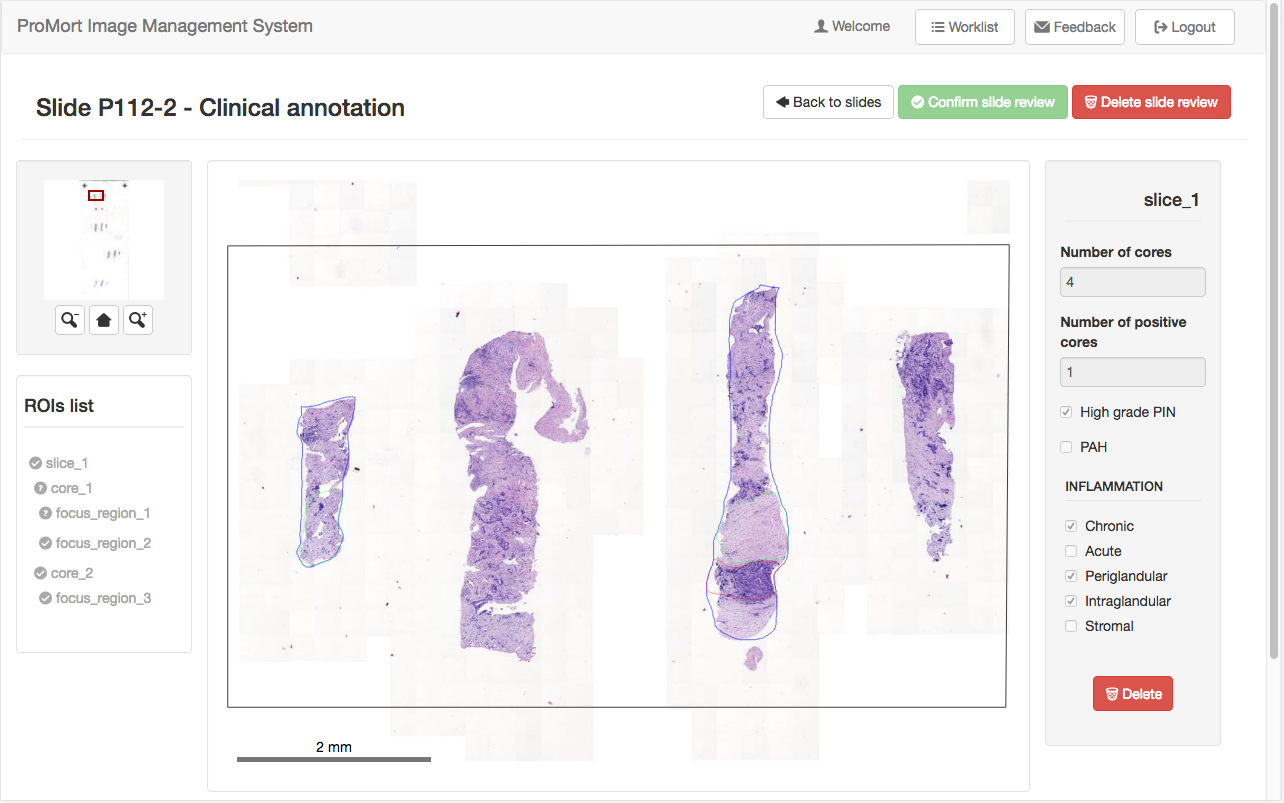 ProMort Image Management System
Welcome
Worklist
Feedback
Logout
Slide P112-2 - Clinical annotation
Back to slides
Confirm slide review
Delete slide review
ROIs list
slice_1
core_1
focus_region_1
focus_region_2
core_2
focus_region_3
2 mm
slice_1
Number of cores
4
Number of positive
cores
1
High grade PIN
PAH
INFLAMMATION
Chronic
Acute
Periglandular
Intraglandular
Stromal
Delete